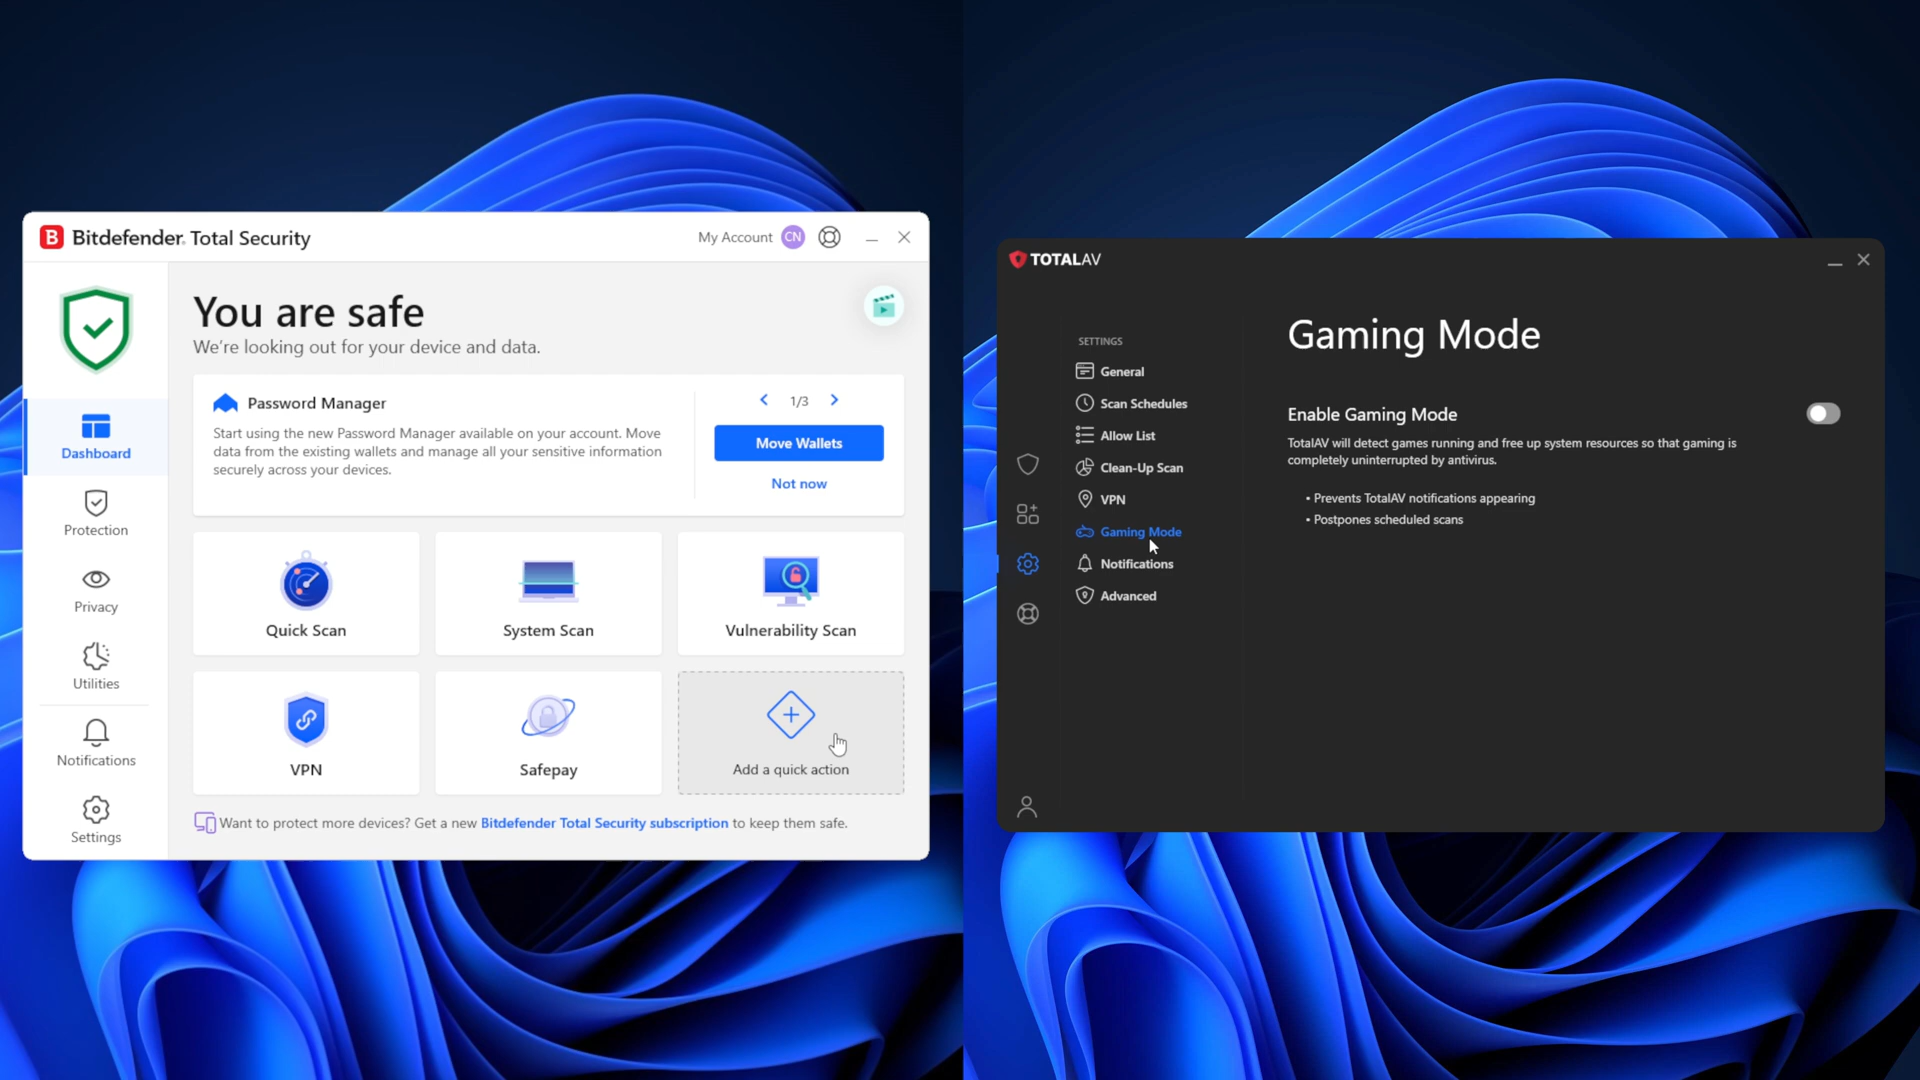 Bitdefender. Total Security
My Account CN
You are safe
We're looking out for your device and data.
Password Manager
Start using the new Password Manager available on your account. Move
data from the existing wallets and manage all your sensitive information
securely across your devices.
1/3
Move Wallets
Not now
Dashboard
Protection
Privacy
Utilities
Notifications
Settings
Quick Scan
System Scan
Vulnerability Scan
VPN
Safepay
Add a quick action
Want to protect more devices? Get a new Bitdefender Total Security subscription to keep them safe.
TOTALAV
SETTINGS
General
Scan Schedules
Allow List
Clean-Up Scan
VPN
Gaming Mode
Notifications
Advanced
Gaming Mode
Enable Gaming Mode
TotalAV will detect games running and free up system resources so that gaming is
completely uninterrupted by antivirus.
• Prevents TotalAV notifications appearing
• Postpones scheduled scans